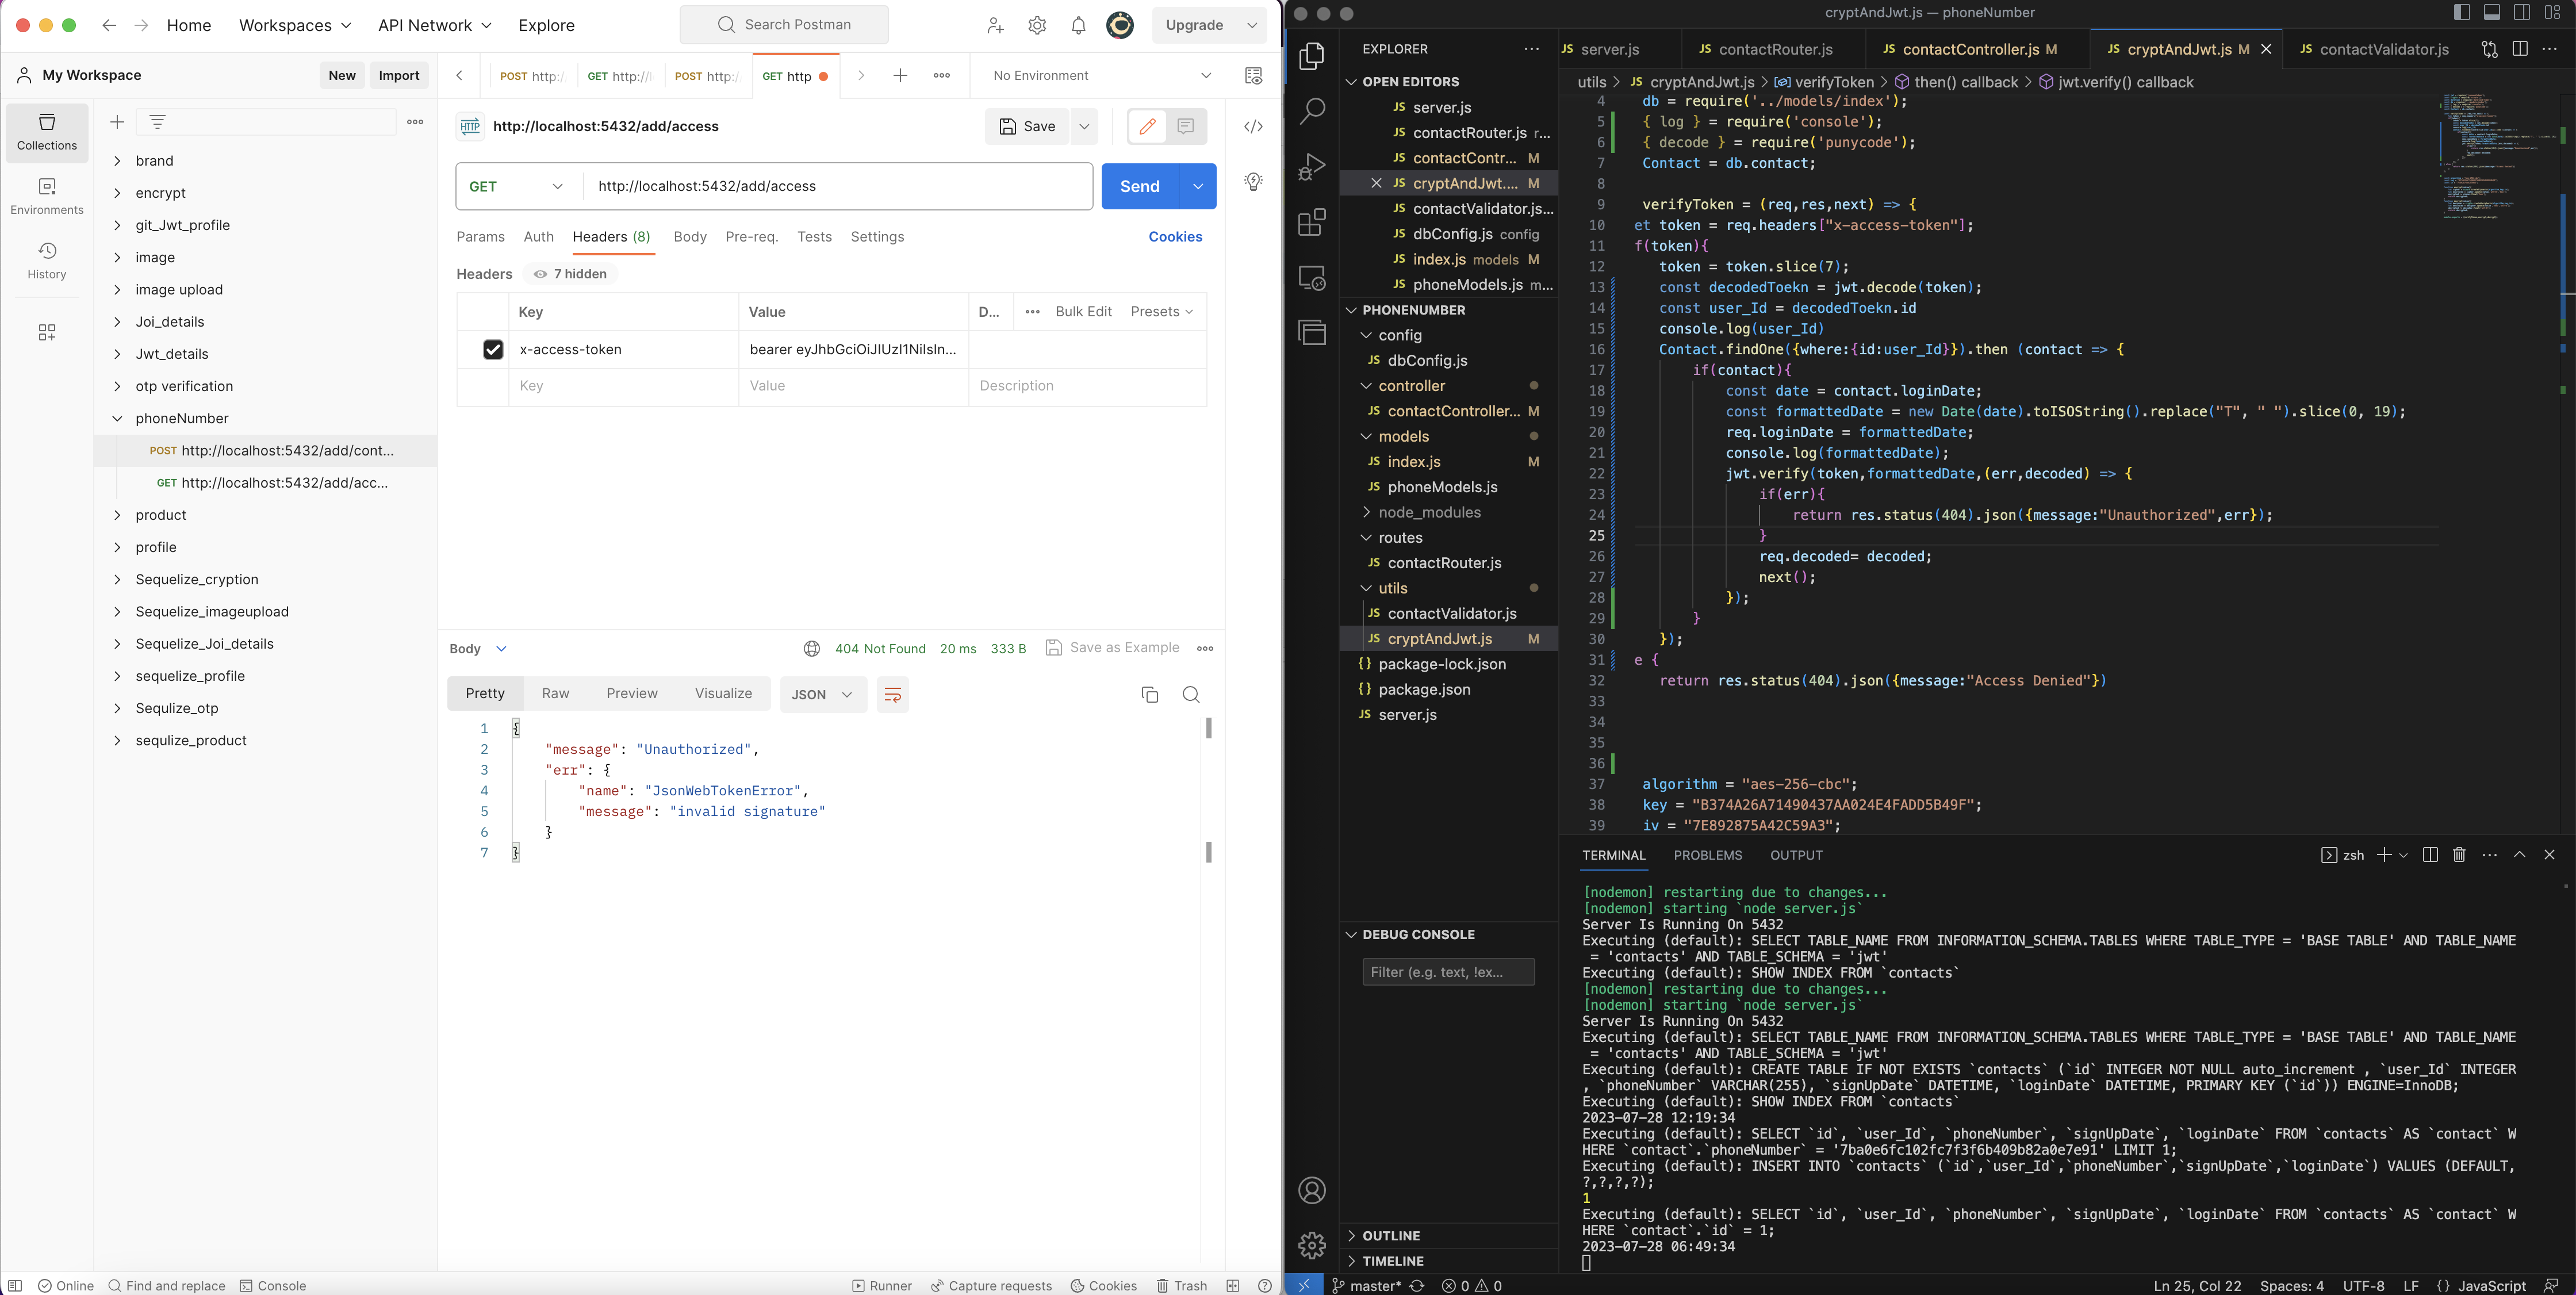 Home
Workspaces
API Network
Explore
Search Postman
Upgrade
My Workspace
New
Import
POST http:/
GET http://l
POST http:/
GET http
No Environment
Collections
Environments
History
brand
encrypt
git_Jwt_profile
image
image upload
Joi_details
Jwt_details
otp verification
phoneNumber
POST http://localhost:5432/add/cont...
GET http://localhost:5432/add/acc...
product
profile
Sequelize_cryption
Sequelize_imageupload
Sequelize_Joi_details
sequelize_profile
Sequlize_otp
sequlize_product
HTTP http://localhost:5432/add/access
Save
GET
http://localhost:5432/add/access
Send
Params
Auth
Headers (8)
Body
Pre-req.
Tests
Settings
Cookies
Headers
7 hidden
Key
Value
D...
Bulk Edit
Presets
x-access-token
bearer eyJhbGciOiJIUzI1NiIsIn...
Key
Value
Description
Body
404 Not Found
20 ms
333 B
Save as Example
Pretty
Raw
Preview
Visualize
JSON
1 {
2 "message": "Unauthorized",
3 "err": {
4 "name": "JsonWebTokenError",
5 "message": "invalid signature"
6 }
7 }
Online
Find and replace
Console
Runner
Capture requests
Cookies
Trash
cryptAndJwt.js — phoneNumber
EXPLORER
OPEN EDITORS
JS server.js
JS contactRouter.js r...
JS contactContr... M
JS cryptAndJwt.... M
JS contactValidator.js...
JS dbConfig.js config
JS index.js models M
JS phoneModels.js m...
PHONENUMBER
config
JS dbConfig.js
controller
JS contactController... M
models
JS index.js M
JS phoneModels.js
node_modules
routes
JS contactRouter.js
utils
JS contactValidator.js
JS cryptAndJwt.js M
{} package-lock.json
{} package.json
JS server.js
DEBUG CONSOLE
Filter (e.g. text, !ex...
OUTLINE
TIMELINE
JS server.js
JS contactRouter.js
JS contactController.js M
JS cryptAndJwt.js M
JS contactValidator.js
utils > JS cryptAndJwt.js > verifyToken > then() callback > jwt.verify() callback
4 db = require('../models/index');
5 { log } = require('console');
6 { decode } = require('punycode');
7 Contact = db.contact;
8
9 verifyToken = (req,res,next) => {
10 et token = req.headers["x-access-token"];
11 f(token){
12 token = token.slice(7);
13 const decodedToekn = jwt.decode(token);
14 const user_Id = decodedToekn.id
15 console.log(user_Id)
16 Contact.findOne({where:{id:user_Id}}).then (contact => {
17 if(contact){
18 const date = contact.loginDate;
19 const formattedDate = new Date(date).toISOString().replace("T", " ").slice(0, 19);
20 req.loginDate = formattedDate;
21 console.log(formattedDate);
22 jwt.verify(token,formattedDate,(err,decoded) => {
23 if(err){
24 return res.status(404).json({message:"Unauthorized",err});
25 }
26 req.decoded= decoded;
27 next();
28 });
29 }
30 });
31 e {
32 return res.status(404).json({message:"Access Denied"})
33
34
35
36
37 algorithm = "aes-256-cbc";
38 key = "B374A26A71490437AA024E4FADD5B49F";
39 iv = "7E892875A42C59A3";
TERMINAL
PROBLEMS
OUTPUT
zsh
[nodemon] restarting due to changes...
[nodemon] starting `node server.js`
Server Is Running On 5432
Executing (default): SELECT TABLE_NAME FROM INFORMATION_SCHEMA.TABLES WHERE TABLE_TYPE = 'BASE TABLE' AND TABLE_NAME
= 'contacts' AND TABLE_SCHEMA = 'jwt'
Executing (default): SHOW INDEX FROM `contacts`
[nodemon] restarting due to changes...
[nodemon] starting `node server.js`
Server Is Running On 5432
Executing (default): SELECT TABLE_NAME FROM INFORMATION_SCHEMA.TABLES WHERE TABLE_TYPE = 'BASE TABLE' AND TABLE_NAME
= 'contacts' AND TABLE_SCHEMA = 'jwt'
Executing (default): CREATE TABLE IF NOT EXISTS `contacts` (`id` INTEGER NOT NULL auto_increment , `user_Id` INTEGER
, `phoneNumber` VARCHAR(255), `signUpDate` DATETIME, `loginDate` DATETIME, PRIMARY KEY (`id`)) ENGINE=InnoDB;
Executing (default): SHOW INDEX FROM `contacts`
2023-07-28 12:19:34
Executing (default): SELECT `id`, `user_Id`, `phoneNumber`, `signUpDate`, `loginDate` FROM `contacts` AS `contact` W
HERE `contact`.`phoneNumber` = '7ba0e6fc102fc7f3f6b409b82a0e7e91' LIMIT 1;
Executing (default): INSERT INTO `contacts` (`id`,`user_Id`,`phoneNumber`,`signUpDate`,`loginDate`) VALUES (DEFAULT,
?,?,?,?);
1
Executing (default): SELECT `id`, `user_Id`, `phoneNumber`, `signUpDate`, `loginDate` FROM `contacts` AS `contact` W
HERE `contact`.`id` = 1;
2023-07-28 06:49:34
master*
0
0
Ln 25, Col 22
Spaces: 4
UTF-8
LF
{} JavaScript